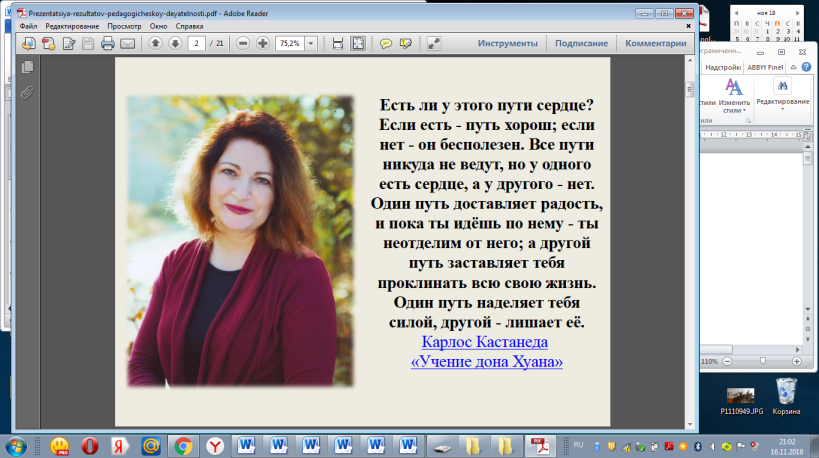 Prezentatsiya-rezultatov-pedagogicheskoy-deyatelnosti.pdf - Adobe Reader
Файл Редактирование Просмотр Окно Справка
2 / 21
75,2%
Инструменты Подписание Комментарии
Есть ли у этого пути сердце?
Если есть - путь хорош; если
нет - он бесполезен. Все пути
никуда не ведут, но у одного
есть сердце, а у другого - нет.
Один путь доставляет радость,
и пока ты идёшь по нему - ты
неотделим от него; а другой
путь заставляет тебя
проклинать всю свою жизнь.
Один путь наделяет тебя
силой, другой - лишает её.
Карлос Кастанеда
«Учение дона Хуана»
ноя 18
П В С Ч П С В
Надстройки ABBYY Finel
Изменить
стили
Редактирование
110%
P1110949.JPG
Корзина
RU
21:02
16.11.2018